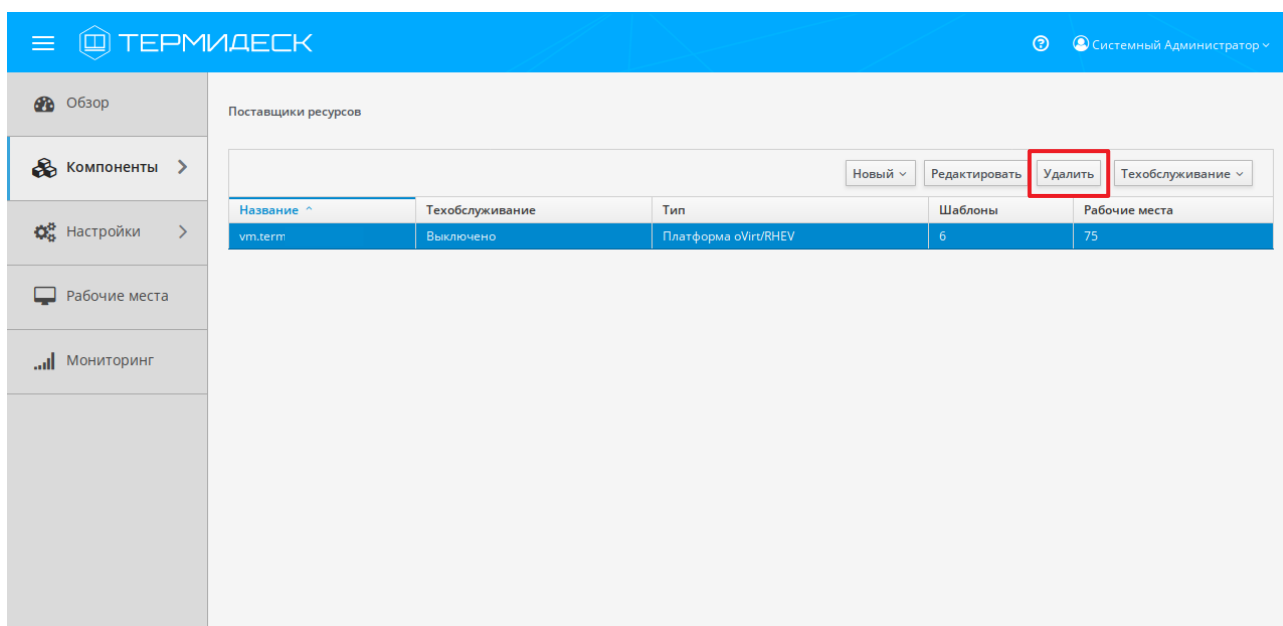 ТЕРМИДЕСК
Системный Администратор
Обзор
Поставщики ресурсов
Компоненты
Новый Редактировать Удалить Техобслуживание
Название Техобслуживание Тип Шаблоны Рабочие места
Настройки
vm.term Выключено Платформа oVirt/RHEV 6 75
Рабочие места
Мониторинг